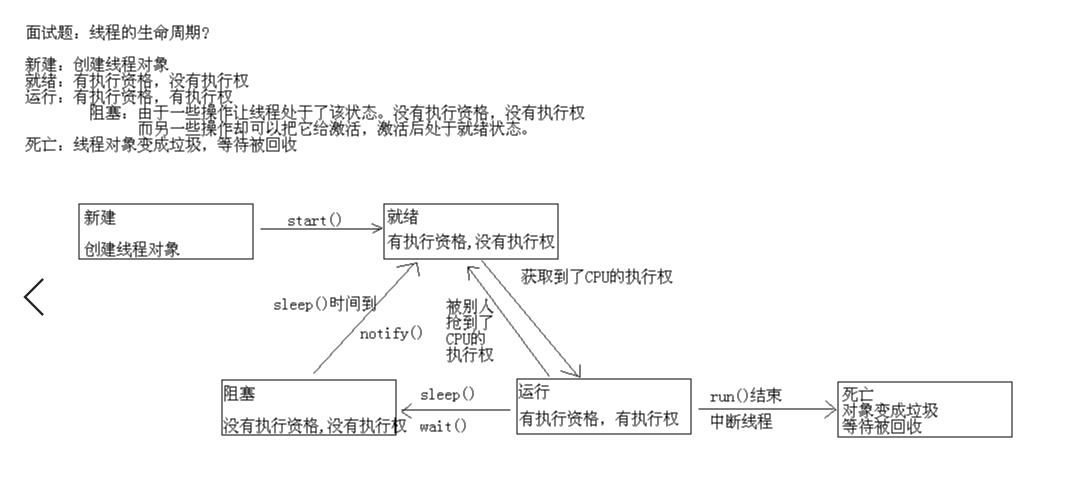 面试题：线程的生命周期？
新建：创建线程对象
就绪：有执行资格，没有执行权
运行：有执行资格，有执行权
阻塞：由于一些操作让线程处于了该状态。没有执行资格，没有执行权
而另一些操作却可以把它给激活，激活后处于就绪状态。
死亡：线程对象变成垃圾，等待被回收
新建
创建线程对象
start()
就绪
有执行资格,没有执行权
获取到了CPU的执行权
sleep()时间到
notify()
被别人
抢到了
CPU的
执行权
阻塞
没有执行资格,没有执行权
sleep()
wait()
运行
有执行资格，有执行权
run()结束
中断线程
死亡
对象变成垃圾
等待被回收